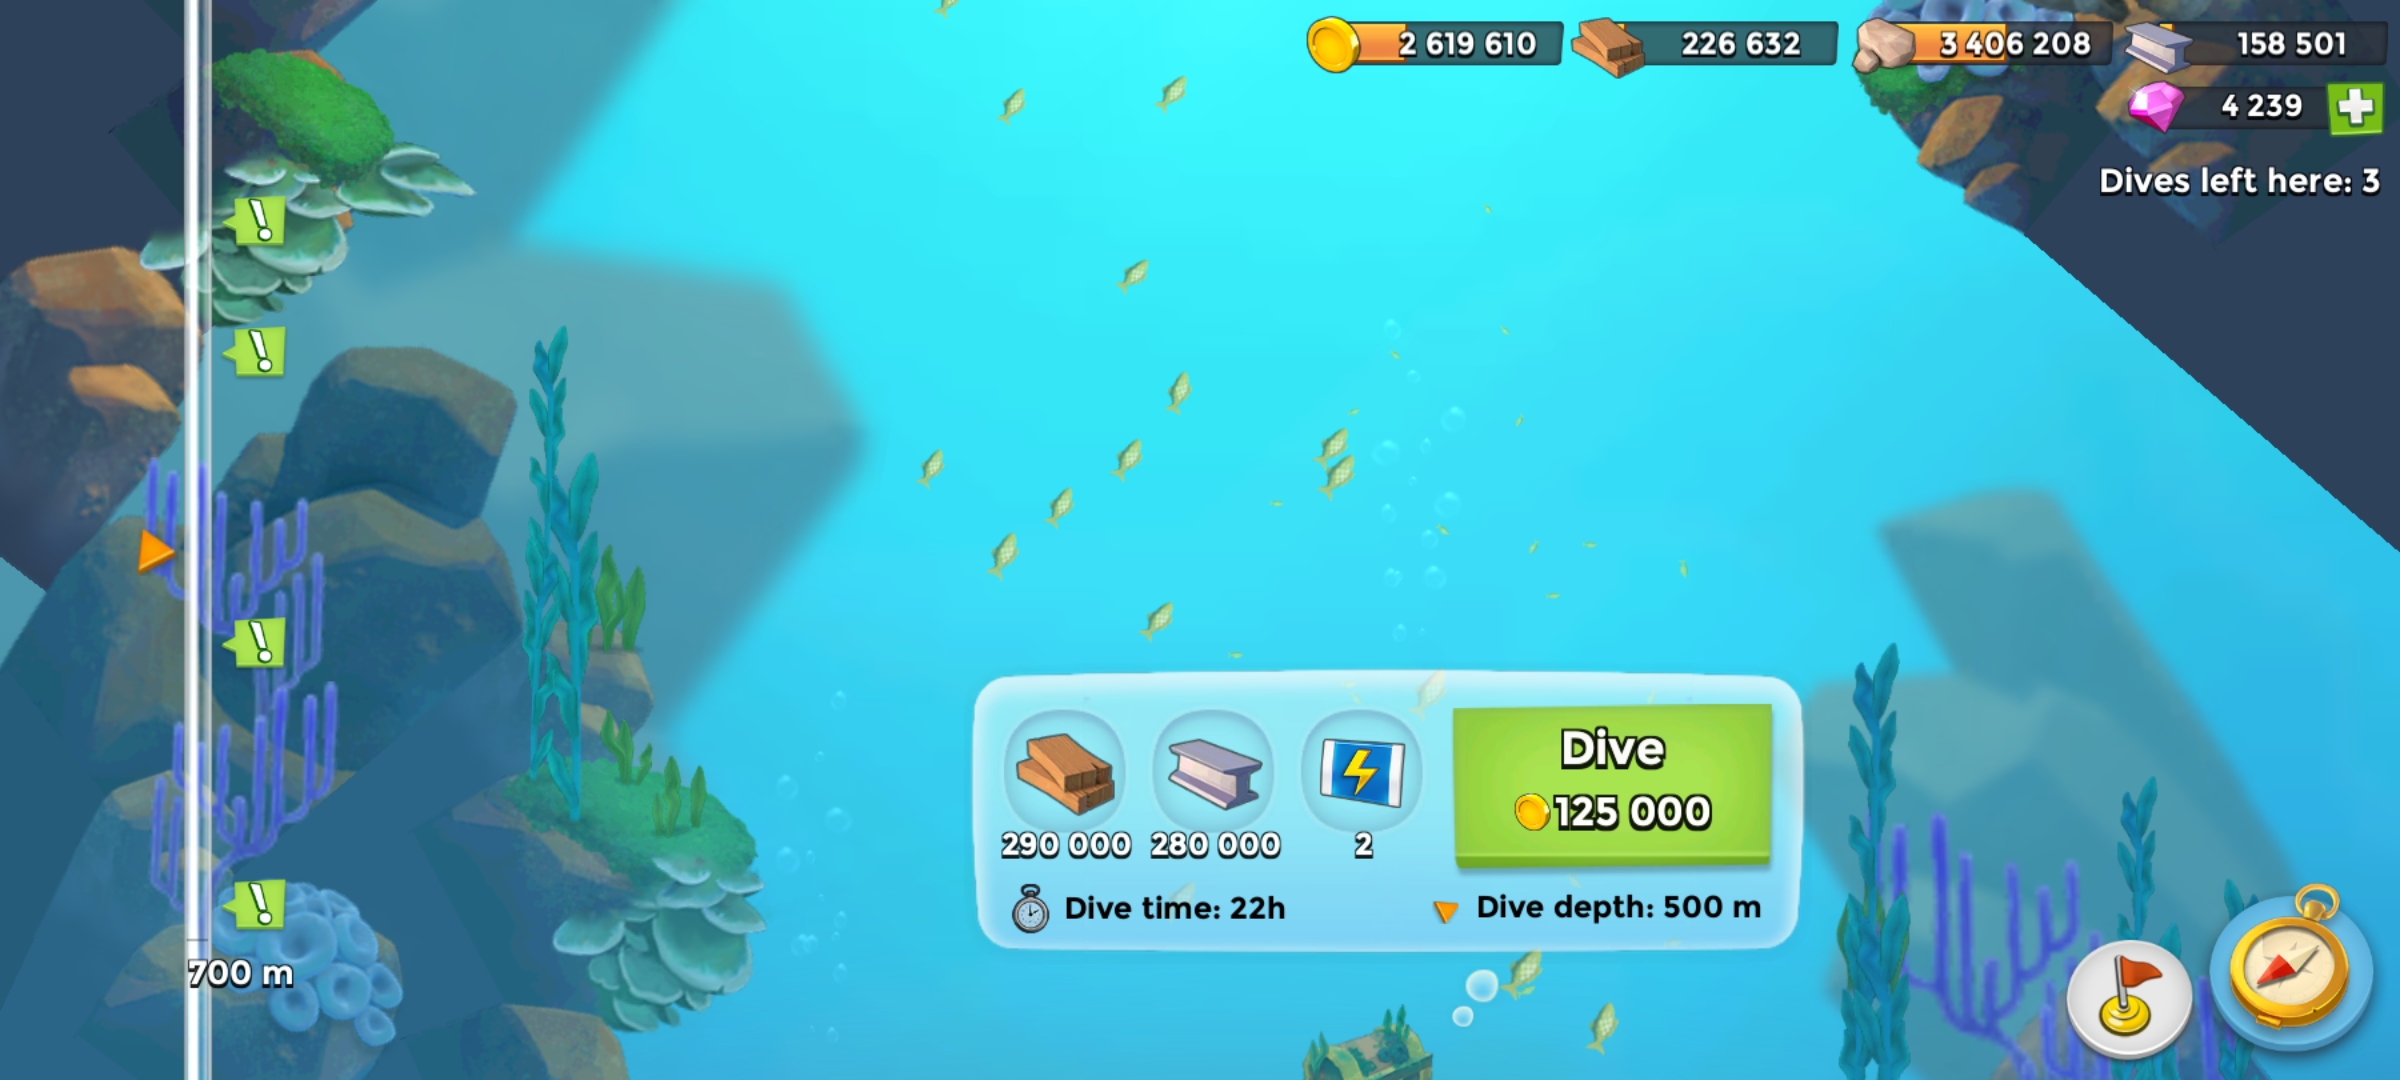 2 619 610
226 632
3 406 208
158 501
4 239
Dives left here: 3
!
!
!
!
700 m
290 000
280 000
2
Dive
125 000
Dive time: 22h
Dive depth: 500 m